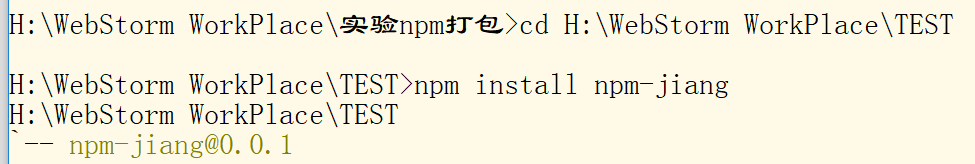 H:\WebStorm WorkPlace\实验npm打包>cd H:\WebStorm WorkPlace\TEST
H:\WebStorm WorkPlace\TEST>npm install npm-jiang
H:\WebStorm WorkPlace\TEST
`-- npm-jiang@0.0.1